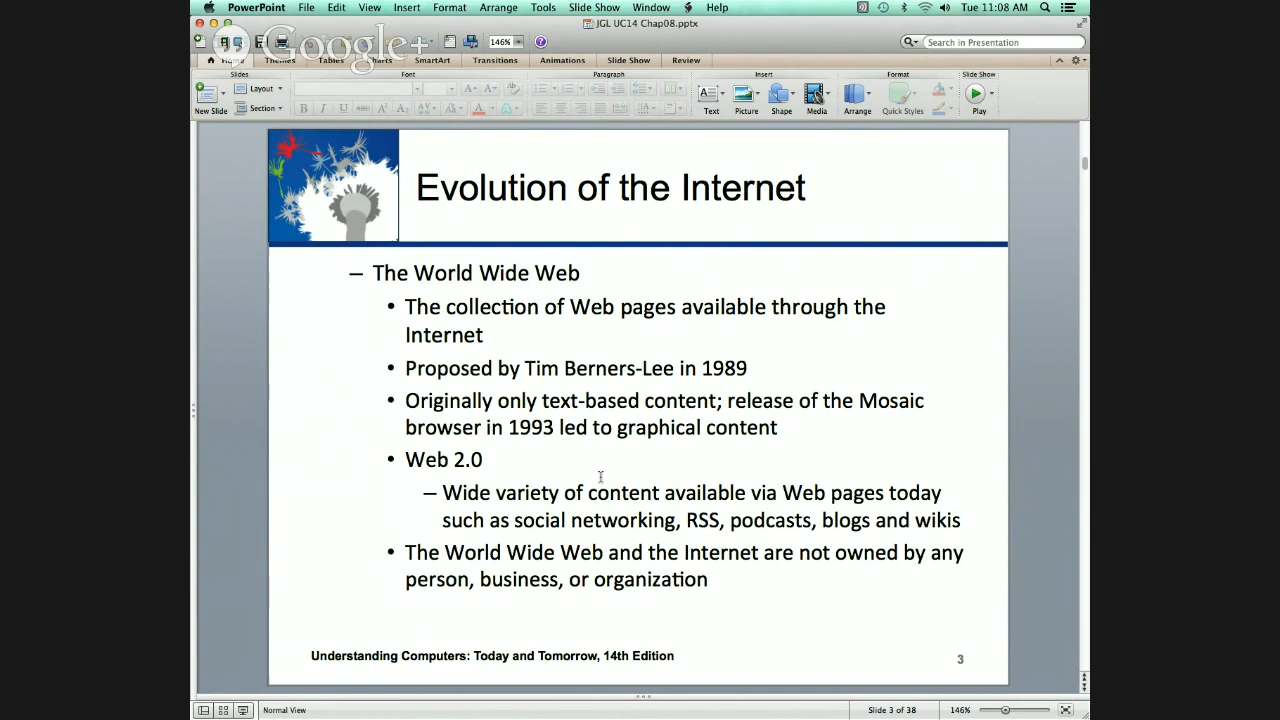 PowerPoint File Edit View Insert Format Arrange Tools Slide Show Window Help Tue 11:08 AM
JGL UC14 Chap08.pptx
Google+
146% Search in Presentation
Home Themes Tables Charts SmartArt Transitions Animations Slide Show Review
Slides Font Paragraph Insert Format Slide Show
Layout
Section
New Slide Text Picture Shape Media Arrange Quick Styles Play
Evolution of the Internet
– The World Wide Web
• The collection of Web pages available through the
Internet
• Proposed by Tim Berners-Lee in 1989
• Originally only text-based content; release of the Mosaic
browser in 1993 led to graphical content
• Web 2.0
– Wide variety of content available via Web pages today
such as social networking, RSS, podcasts, blogs and wikis
• The World Wide Web and the Internet are not owned by any
person, business, or organization
Understanding Computers: Today and Tomorrow, 14th Edition 3
Normal View Slide 3 of 38 146%